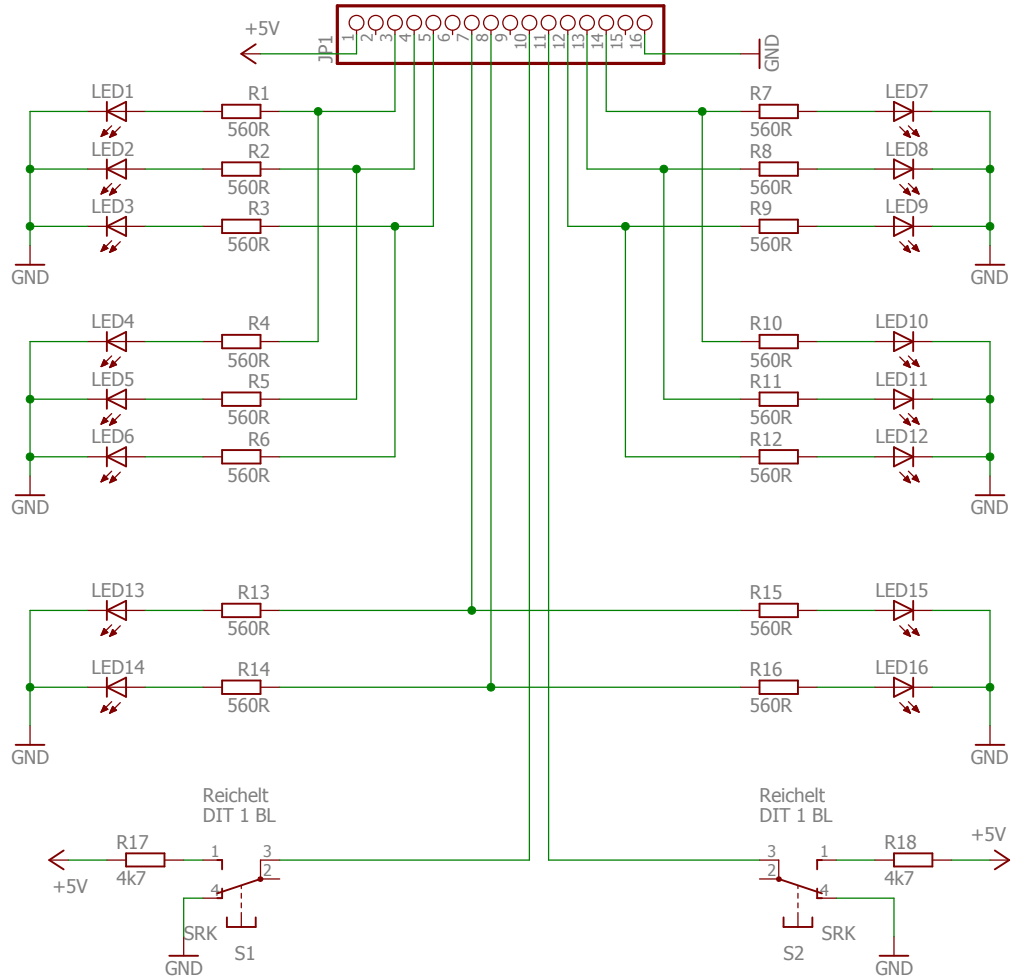 +5V
JP1
1
2
3
4
5
6
7
8
9
10
11
12
13
14
15
16
GND
LED1
R1
560R
LED2
R2
560R
LED3
R3
560R
GND
R7
560R
LED7
R8
560R
LED8
R9
560R
LED9
GND
LED4
R4
560R
LED5
R5
560R
LED6
R6
560R
GND
R10
560R
LED10
R11
560R
LED11
R12
560R
LED12
GND
LED13
R13
560R
R15
560R
LED15
LED14
R14
560R
R16
560R
LED16
GND
GND
Reichelt
DIT 1 BL
R17
4k7
+5V
1
3
2
4
SRK
S1
GND
Reichelt
DIT 1 BL
3
1
2
4
R18
4k7
+5V
SRK
S2
GND